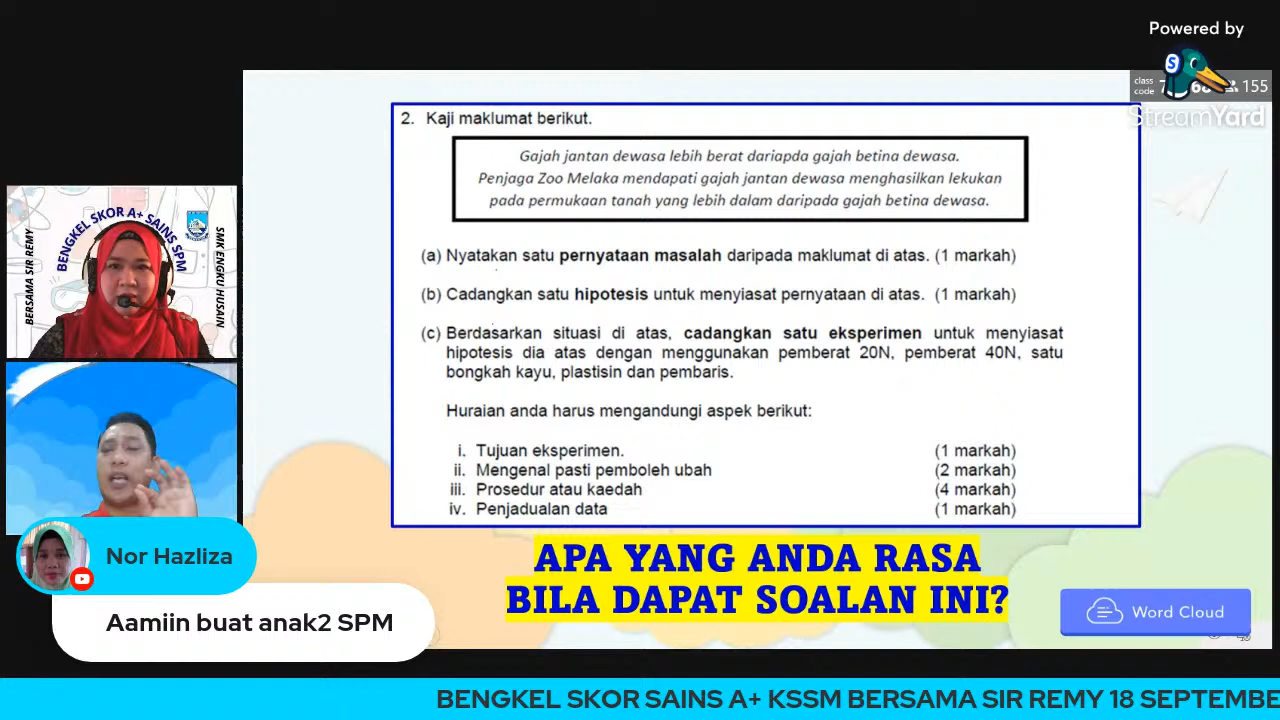 Powered by
StreamYard
class
code
155
2. Kaji maklumat berikut.
Gajah jantan dewasa lebih berat dariapda gajah betina dewasa.
Penjaga Zoo Melaka mendapati gajah jantan dewasa menghasilkan lekukan
pada permukaan tanah yang lebih dalam daripada gajah betina dewasa.
(a) Nyatakan satu pernyataan masalah daripada maklumat di atas. (1 markah)
(b) Cadangkan satu hipotesis untuk menyiasat pernyataan di atas. (1 markah)
(c) Berdasarkan situasi di atas, cadangkan satu eksperimen untuk menyiasat
hipotesis dia atas dengan menggunakan pemberat 20N, pemberat 40N, satu
bongkah kayu, plastisin dan pembaris.
Huraian anda harus mengandungi aspek berikut:
i. Tujuan eksperimen. (1 markah)
ii. Mengenal pasti pemboleh ubah (2 markah)
iii. Prosedur atau kaedah (4 markah)
iv. Penjadualan data (1 markah)
APA YANG ANDA RASA
BILA DAPAT SOALAN INI?
Word Cloud
BERSAMA SIR REMY
BENGKEL SKOR A+ SAINS SPM
SMK ENGKU HUSAIN
Nor Hazliza
Aamiin buat anak2 SPM
BENGKEL SKOR SAINS A+ KSSM BERSAMA SIR REMY 18 SEPTEMBE